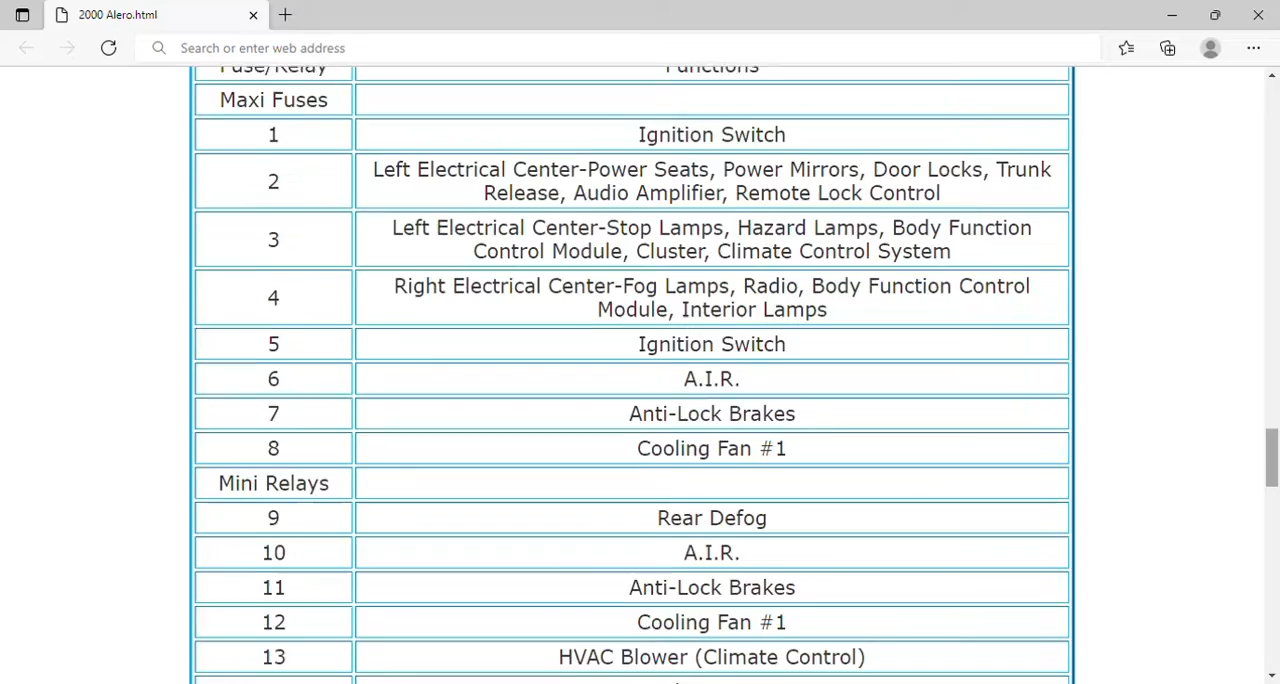 2000 Alero.html
Search or enter web address
Fuse/Relay Functions
Maxi Fuses
1 Ignition Switch
2 Left Electrical Center-Power Seats, Power Mirrors, Door Locks, Trunk
Release, Audio Amplifier, Remote Lock Control
3 Left Electrical Center-Stop Lamps, Hazard Lamps, Body Function
Control Module, Cluster, Climate Control System
4 Right Electrical Center-Fog Lamps, Radio, Body Function Control
Module, Interior Lamps
5 Ignition Switch
6 A.I.R.
7 Anti-Lock Brakes
8 Cooling Fan #1
Mini Relays
9 Rear Defog
10 A.I.R.
11 Anti-Lock Brakes
12 Cooling Fan #1
13 HVAC Blower (Climate Control)